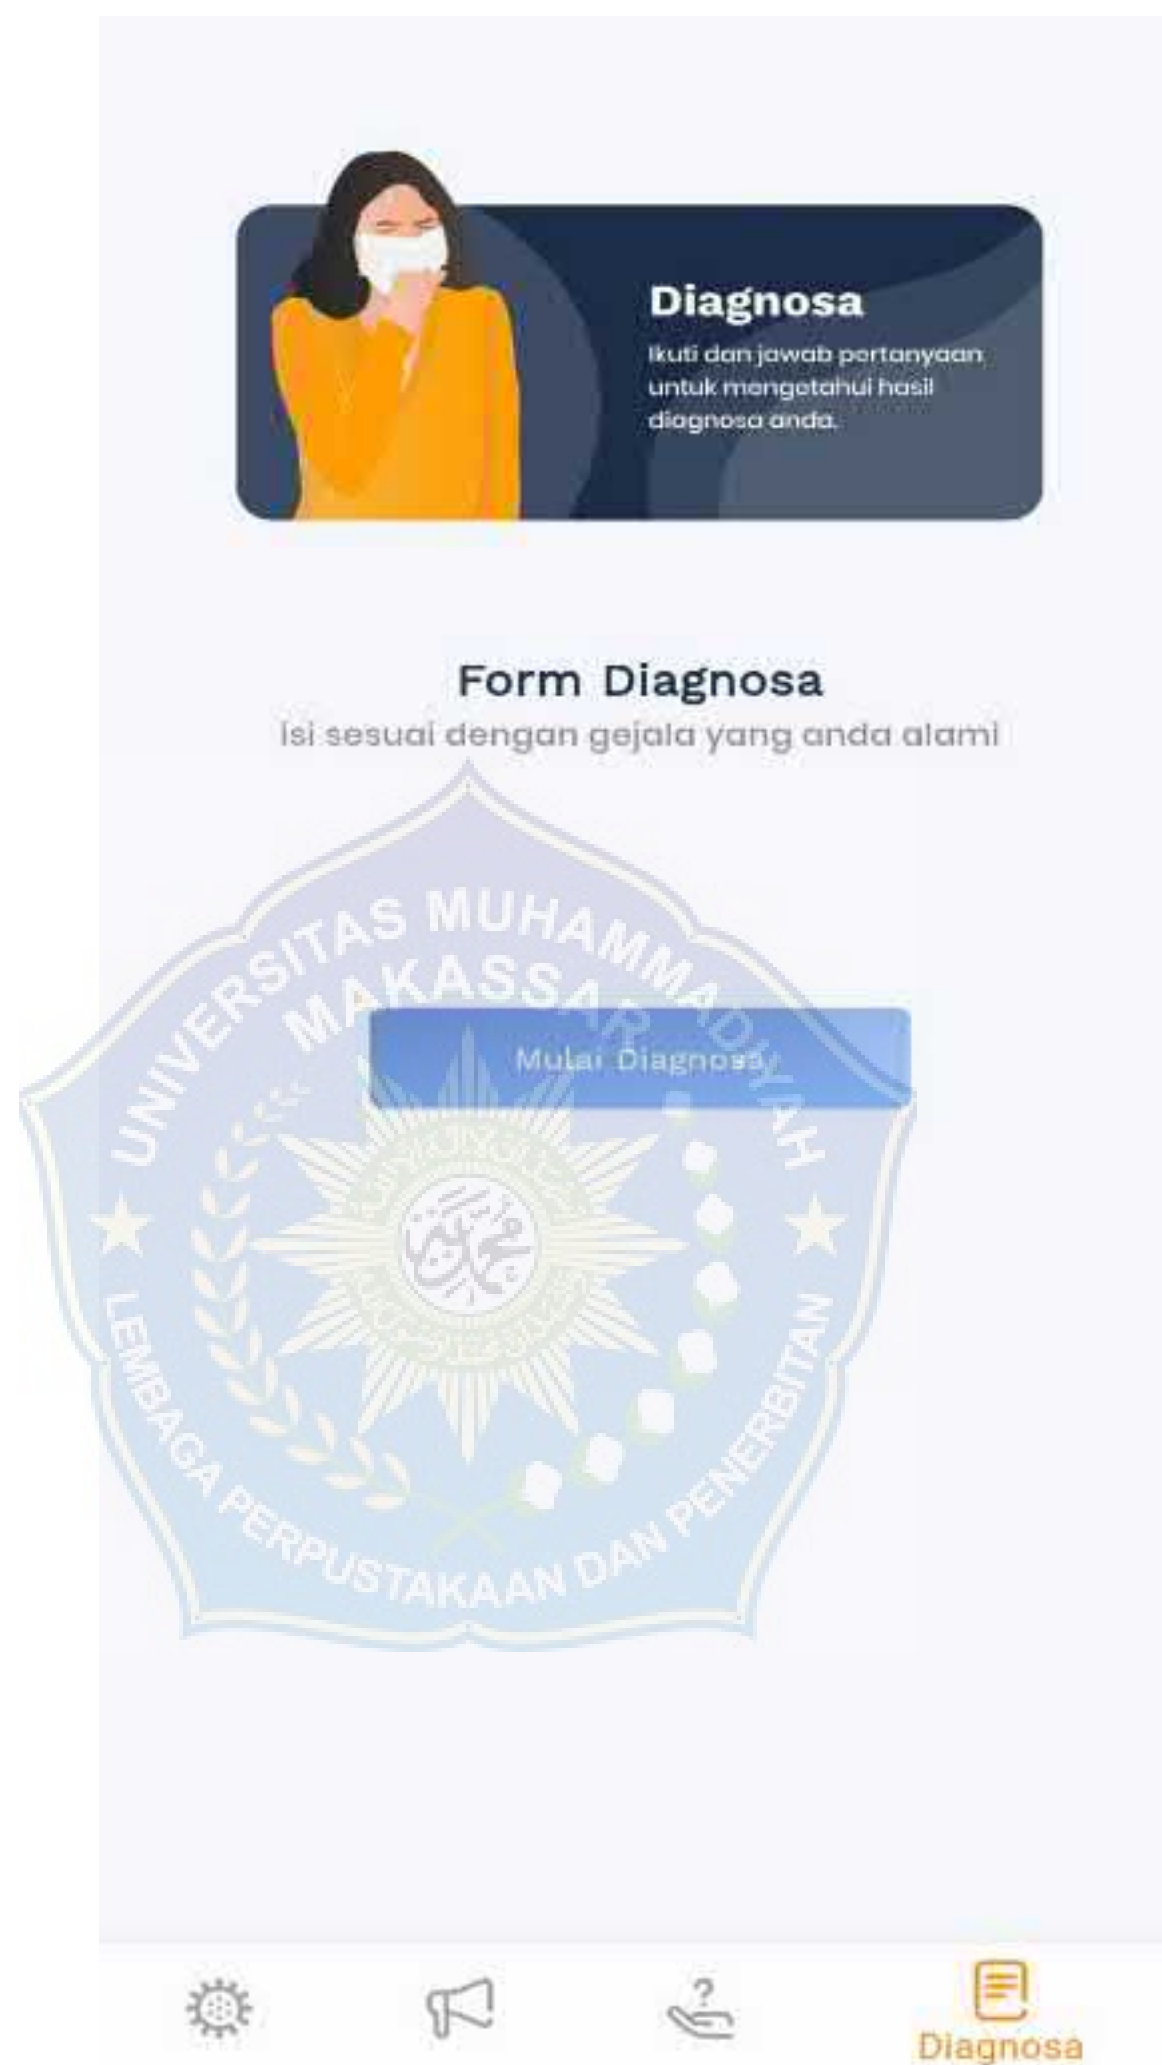 Diagnosa
Ikuti dan jawab pertanyaan
untuk mengetahui hasil
diagnosa anda.
Form Diagnosa
Isi sesuai dengan gejala yang anda alami
UNIVERSITAS MUHAMMADIYAH
MAKASSAR
Mulai Diagnosa
LEMBAGA PERPUSTAKAAN DAN PENERBITAN
Diagnosa